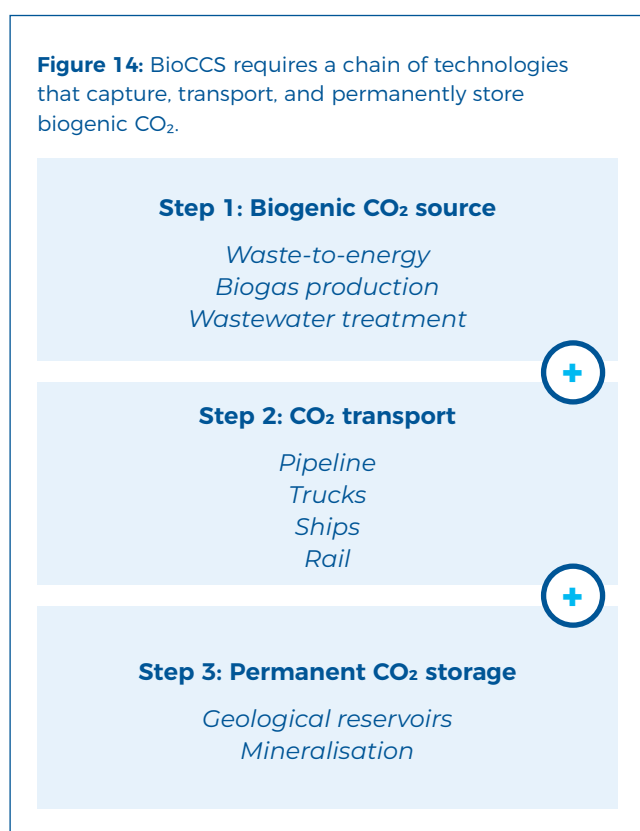 Figure 14: BioCCS requires a chain of technologies
that capture, transport, and permanently store
biogenic CO₂.
Step 1: Biogenic CO₂ source
Waste-to-energy
Biogas production
Wastewater treatment
+
Step 2: CO₂ transport
Pipeline
Trucks
Ships
Rail
+
Step 3: Permanent CO₂ storage
Geological reservoirs
Mineralisation